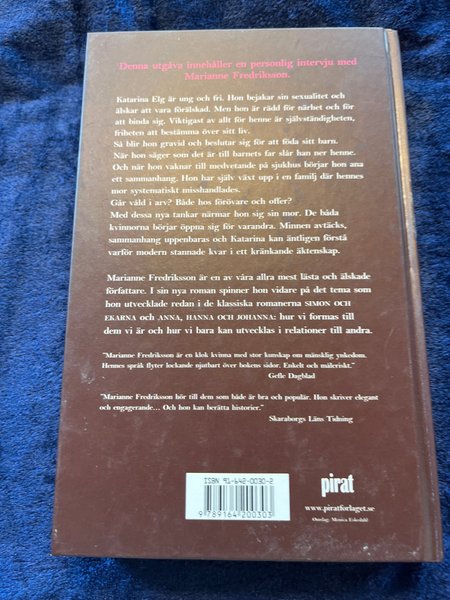 Denna utgåva innehåller en personlig intervju med
Marianne Fredriksson.
Katarina Elg är ung och fri. Hon bejakar sin sexualitet och
älskar att vara förälskad. Men hon är rädd för närhet och för
att binda sig. Viktigast av allt för henne är självständigheten,
friheten att bestämma över sitt liv.
Så blir hon gravid och beslutar sig för att föda sitt barn.
När hon säger som det är till barnets far slår han ner henne.
Och när hon vaknar till medvetande på sjukhus börjar hon ana
ett sammanhang. Hon har själv växt upp i en familj där hennes
mor systematiskt misshandlades.
Går våld i arv? Både hos förövare och offer?
Med dessa nya tankar närmar hon sig sin mor. De båda
kvinnorna börjar öppna sig för varandra. Minnen avtäcks,
sammanhang uppenbaras och Katarina kan äntligen förstå
varför modern stannade kvar i ett kränkande äktenskap.
Marianne Fredriksson är en av våra allra mest lästa och älskade
författare. I sin nya roman spinner hon vidare på det tema som
hon utvecklade redan i de klassiska romanerna SIMON OCH
EKARNA och ANNA, HANNA OCH JOHANNA: hur vi formas till
dem vi är och hur vi bara kan utvecklas i relationer till andra.
"Marianne Fredriksson är en klok kvinna med stor kunskap om mänsklig ynkedom.
Hennes språk flyter lockande njutbart över bokens sidor. Enkelt och måleriskt."
Gefle Dagblad
"Marianne Fredriksson hör till dem som både är bra och populär. Hon skriver elegant
och engagerande... Och hon kan berätta historier."
Skaraborgs Läns Tidning
ISBN 91-642-0030-2
9 789164 200303
pirat
www.piratforlaget.se
Omslag: Monica Eskedahl